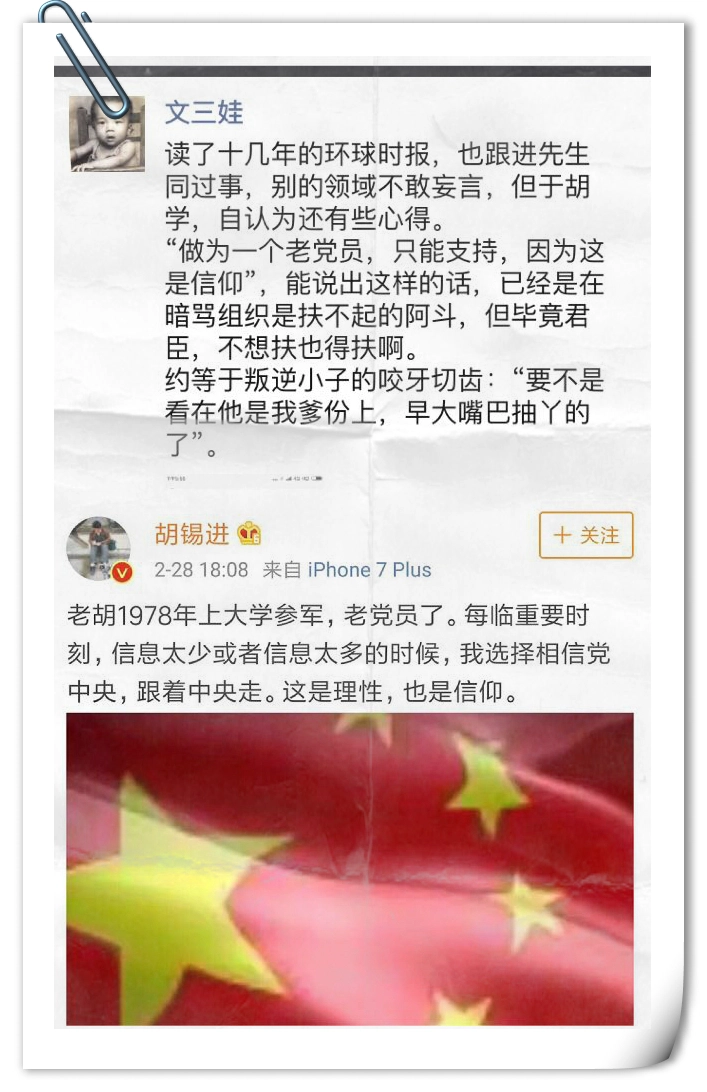 文三娃
读了十几年的环球时报，也跟进先生
同过事，别的领域不敢妄言，但于胡
学，自认为还有些心得。
“做为一个老党员，只能支持，因为这
是信仰”，能说出这样的话，已经是在
暗骂组织是扶不起的阿斗，但毕竟君
臣，不想扶也得扶啊。
约等于叛逆小子的咬牙切齿：“要不是
看在他是我爹份上，早大嘴巴抽丫的
了”。
胡锡进
＋ 关注
2-28 18:08 来自 iPhone 7 Plus
老胡1978年上大学参军，老党员了。每临重要时
刻，信息太少或者信息太多的时候，我选择相信党
中央，跟着中央走。这是理性，也是信仰。